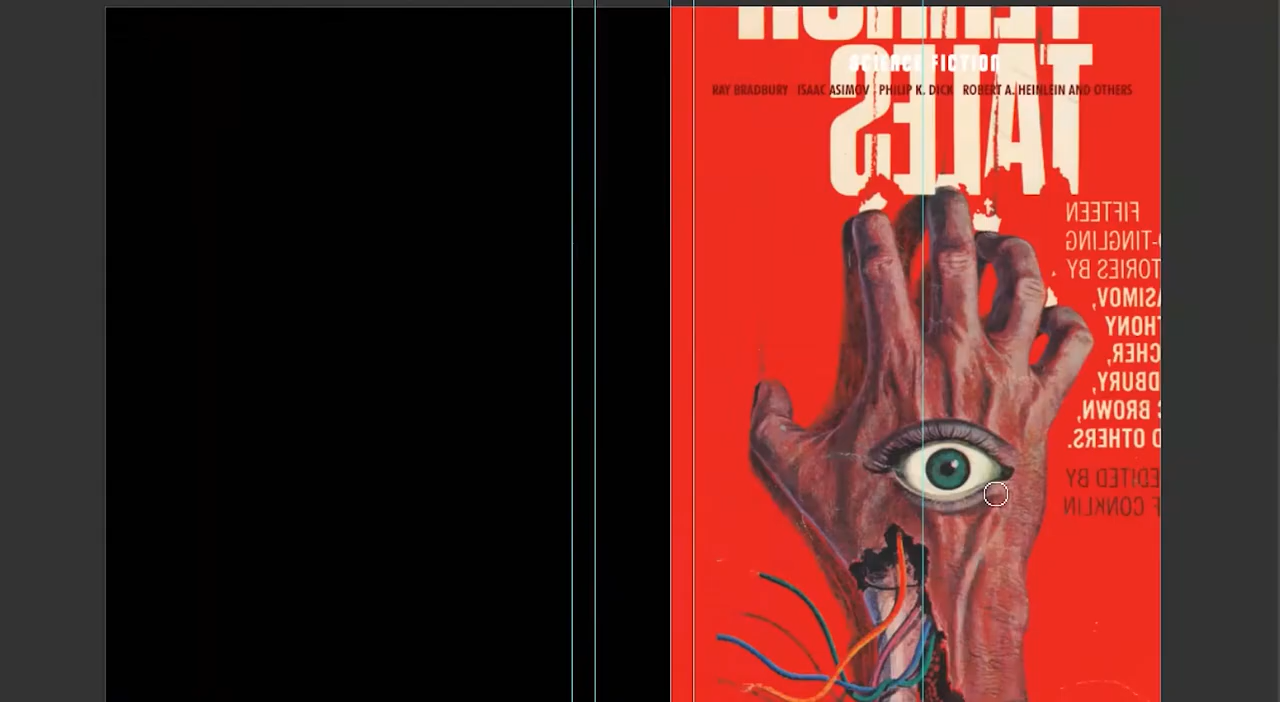 SCIENCE FICTION
RAY BRADBURY ISAAC ASIMOV PHILIP K. DICK ROBERT A. HEINLEIN AND OTHERS
TALES
FIFTEEN
-TINGLING
TORIES BY
ASIMOV,
THONY
CHER,
DBURY,
C BROWN,
D OTHERS.
EDITED BY
F CONKLIN